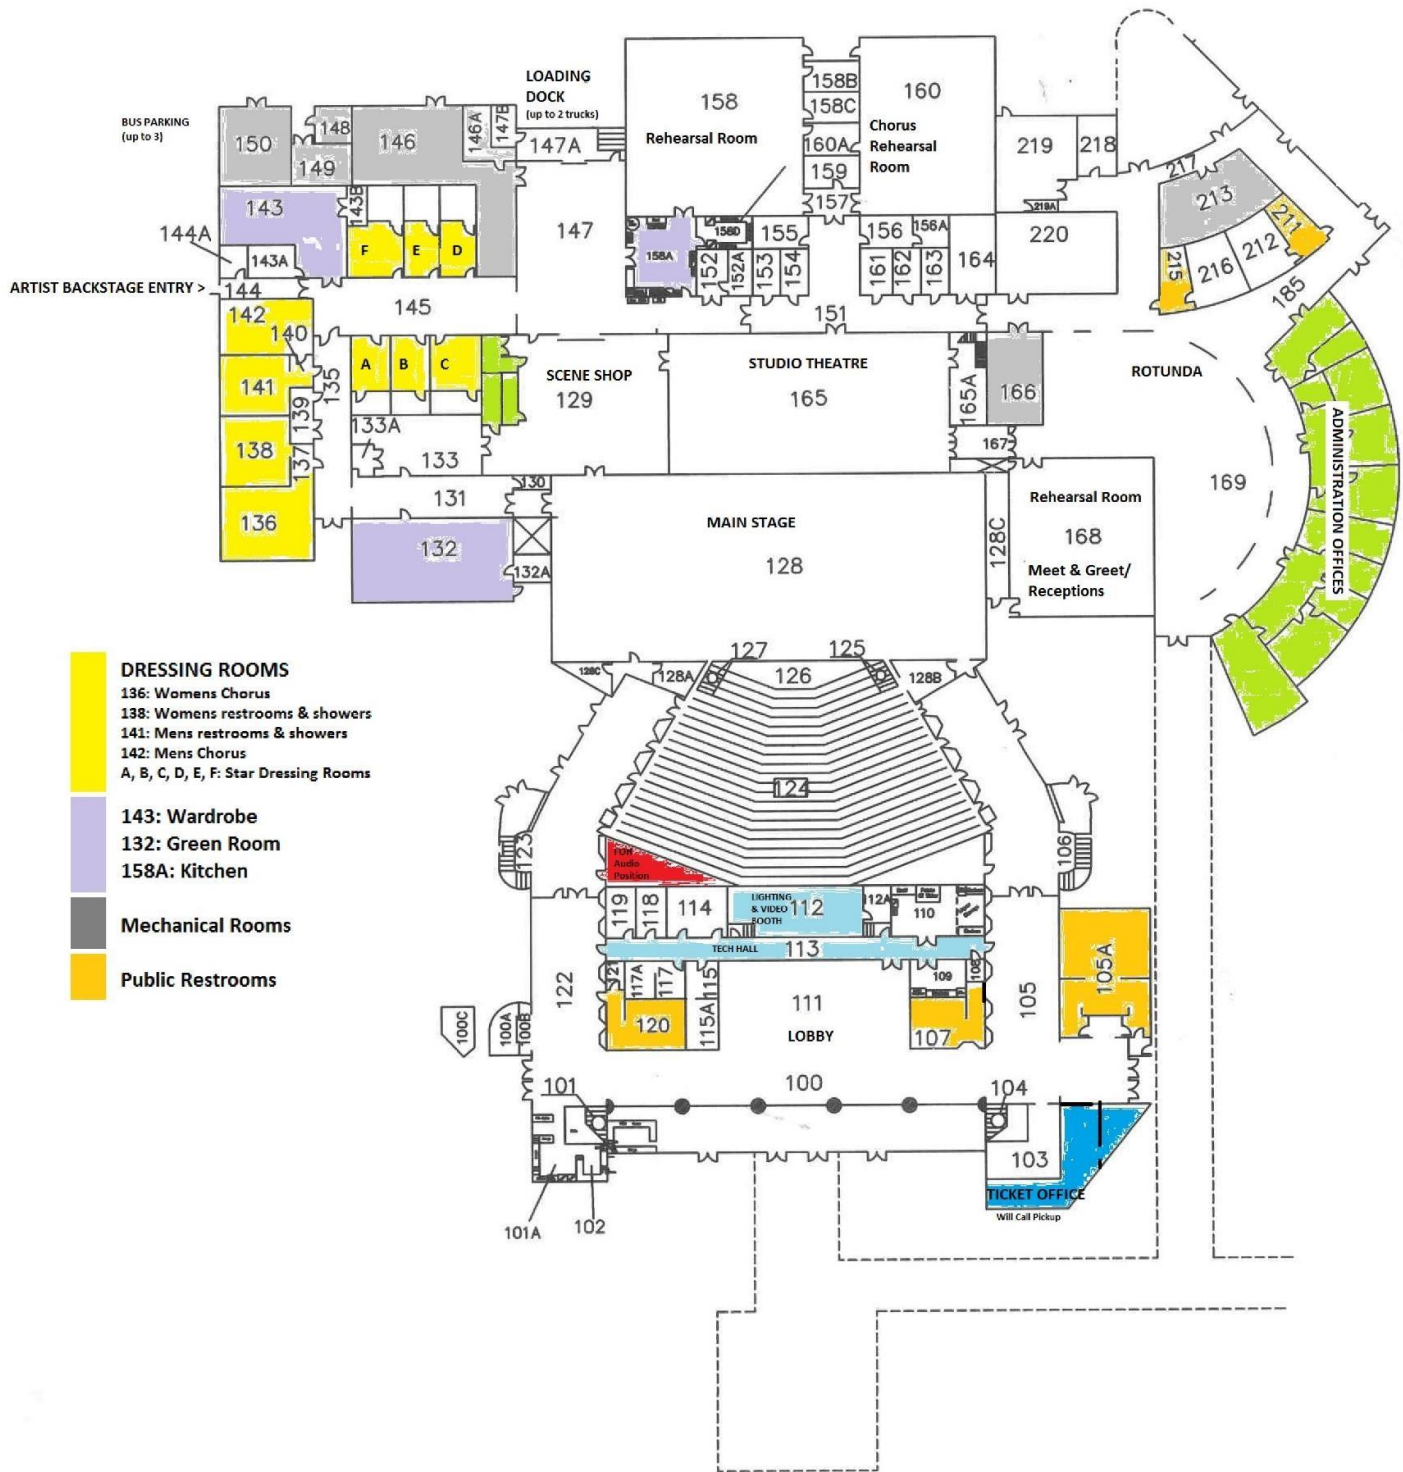 LOADING
DOCK
(up to 2 trucks)
BUS PARKING
(up to 3)
150
148
149
146
146A
147B
147A
158
Rehearsal Room
158B
158C
160A
159
157
160
Chorus
Rehearsal
Room
219
218
219A
220
217
213
211
212
216
215
185
143
143B
144A
143A
F
E
D
147
158A
158D
155
152
152A
153
154
156
156A
161
162
163
164
ARTIST BACKSTAGE ENTRY >
144
145
151
142
140
141
139
138
137
136
135
A
B
C
133A
133
131
130
SCENE SHOP
129
STUDIO THEATRE
165
165A
166
167
ROTUNDA
169
ADMINISTRATION OFFICES
132
132A
MAIN STAGE
128
128C
Rehearsal Room
168
Meet & Greet/
Receptions
127
125
126
128C
128A
128B
DRESSING ROOMS
136: Womens Chorus
138: Womens restrooms & showers
141: Mens restrooms & showers
142: Mens Chorus
A, B, C, D, E, F: Star Dressing Rooms
143: Wardrobe
132: Green Room
158A: Kitchen
Mechanical Rooms
Public Restrooms
124
123
106
FOH
Audio
Position
119
118
114
LIGHTING
& VIDEO
BOOTH
112
112A
110
TECH HALL
113
122
121
117A
117
115
115A
120
111
LOBBY
109
108
107
105
105A
100C
100A
100B
100
101
104
103
TICKET OFFICE
Will Call Pickup
101A
102